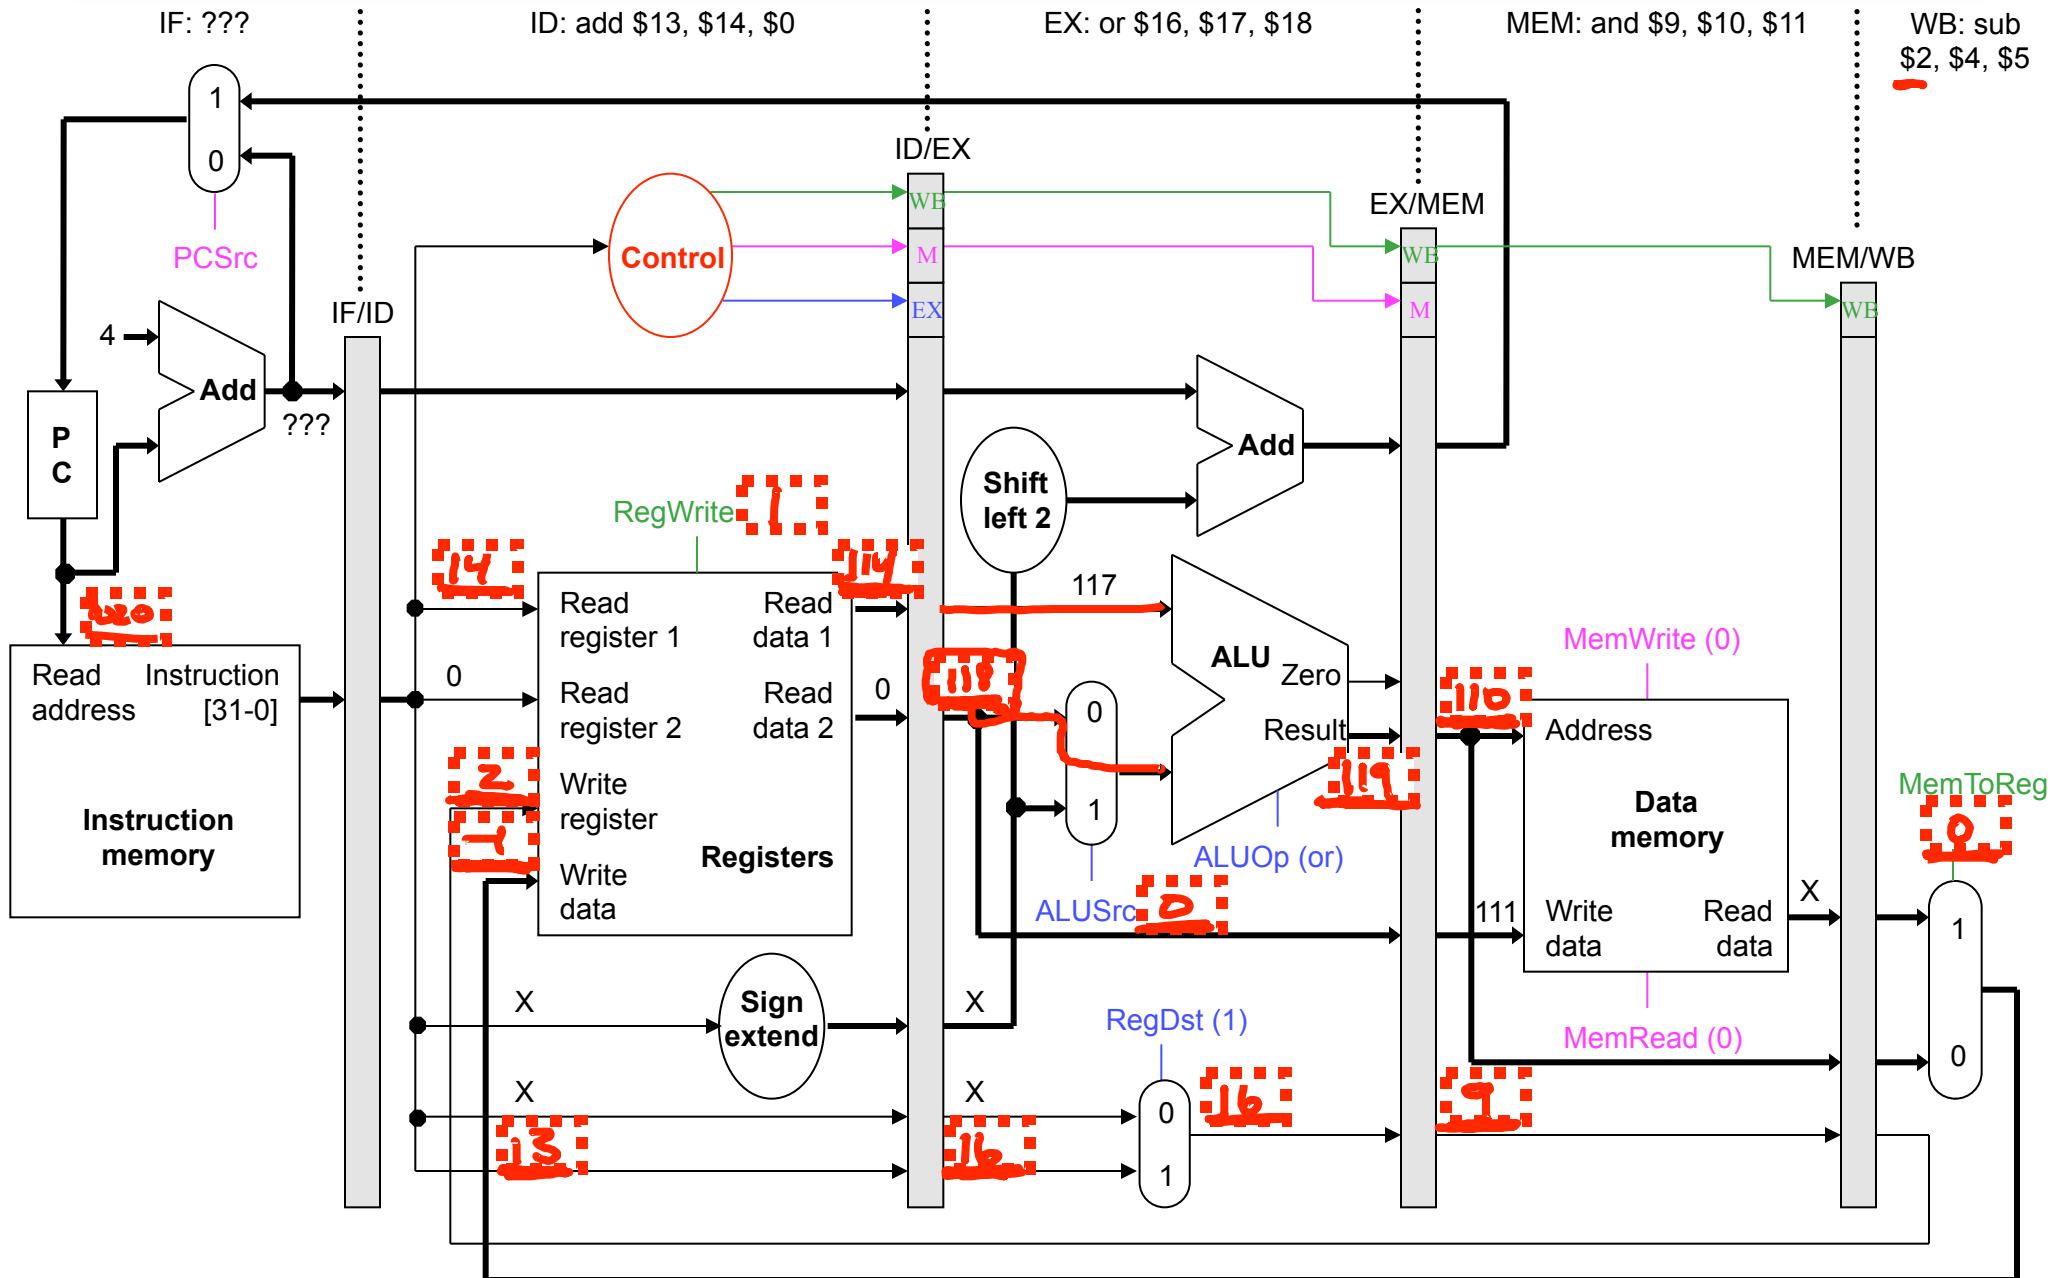 IF: ???
ID: add $13, $14, $0
EX: or $16, $17, $18
MEM: and $9, $10, $11
WB: sub
$2, $4, $5
1
0
PCSrc
ID/EX
WB
M
EX
Control
EX/MEM
WB
M
MEM/WB
WB
IF/ID
4
Add
???
P
C
Add
Shift
left 2
RegWrite
1
14
114
117
Read
register 1
Read
data 1
Read
address
Instruction
[31-0]
Instruction
memory
0
Read
register 2
Read
data 2
0
118
0
1
ALU
Zero
Result
119
MemWrite (0)
110
Address
2
Write
register
-1
Write
data
Registers
ALUOp (or)
ALUSrc
0
111
Write
data
Read
data
Data
memory
X
MemToReg
0
1
0
X
Sign
extend
X
RegDst (1)
MemRead (0)
X
X
0
1
13
16
16
9